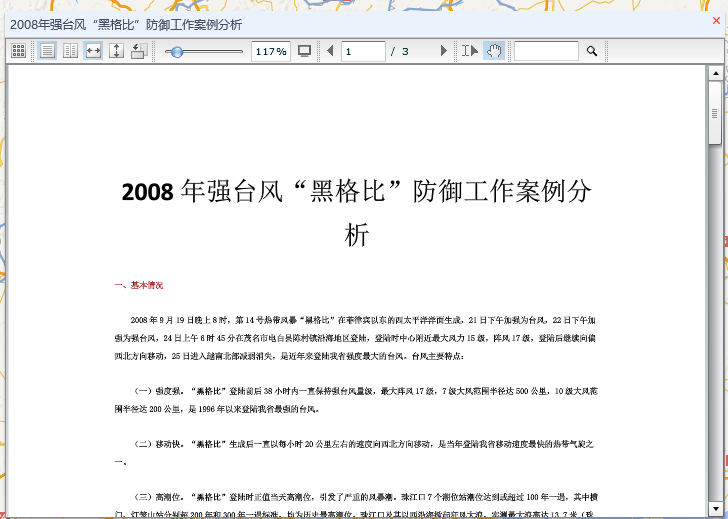 2008年强台风“黑格比”防御工作案例分析
117%
1 / 3
2008 年强台风“黑格比”防御工作案例分
析
一、基本情况
2008 年 9 月 19 日晚上 8 时，第 14 号热带风暴“黑格比”在菲律宾以东的西太平洋洋面生成，21 日下午加强为台风，22 日下午加
强为强台风，24 日上午 6 时 45 分在茂名市电白县陈村镇沿海地区登陆，登陆时中心附近最大风力 15 级，阵风 17 级，登陆后继续向偏
西北方向移动，25 日进入越南北部减弱消失，是近年来登陆我省强度最大的台风。台风主要特点：
（一）强度强。“黑格比”登陆前后 38 小时内一直保持强台风量级，最大阵风 17 级，7 级大风范围半径达 500 公里，10 级大风范
围半径达 200 公里，是 1996 年以来登陆我省最强的台风。
（二）移动快。“黑格比”生成后一直以每小时 20 公里左右的速度向西北方向移动，是当年登陆我省移动速度最快的热带气旋之
一。
（三）高潮位。“黑格比”登陆时正值当天高潮位，引发了严重的风暴潮。珠江口 7 个潮位站潮位达到或超过 100 年一遇，其中横
门、灯笼山站分别超 200 年和 300 年一遇标准，均为历史最高潮位。珠江口及其以西沿海掀起狂风大浪，实测最大浪高达 13.7 米（珠